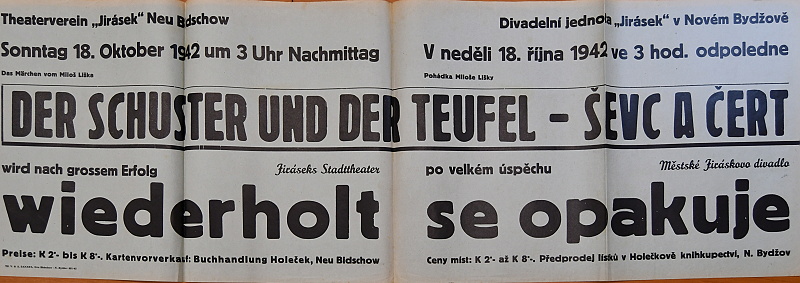 Theaterverein „Jirásek" Neu Bidschow
Sonntag 18. Oktober 1942 um 3 Uhr Nachmittag
Das Märchen vom Miloš Liška
Divadelní jednota „Jirásek" v Novém Bydžově
V neděli 18. října 1942 ve 3 hod. odpoledne
Pohádka Miloše Lišky
DER SCHUSTER UND DER TEUFEL – ŠEVC A ČERT
wird nach grossem Erfolg
Jiráseks Stadttheater
wiederholt
Preise: K 2·- bis K 8·-. Kartenvorverkauf: Buchhandlung Holeček, Neu Bidschow
po velkém úspěchu
Městské Jiráskovo divadlo
se opakuje
Ceny míst: K 2·- až K 8·-. Předprodej lísků v Holečkově knihkupectví, N. Bydžov